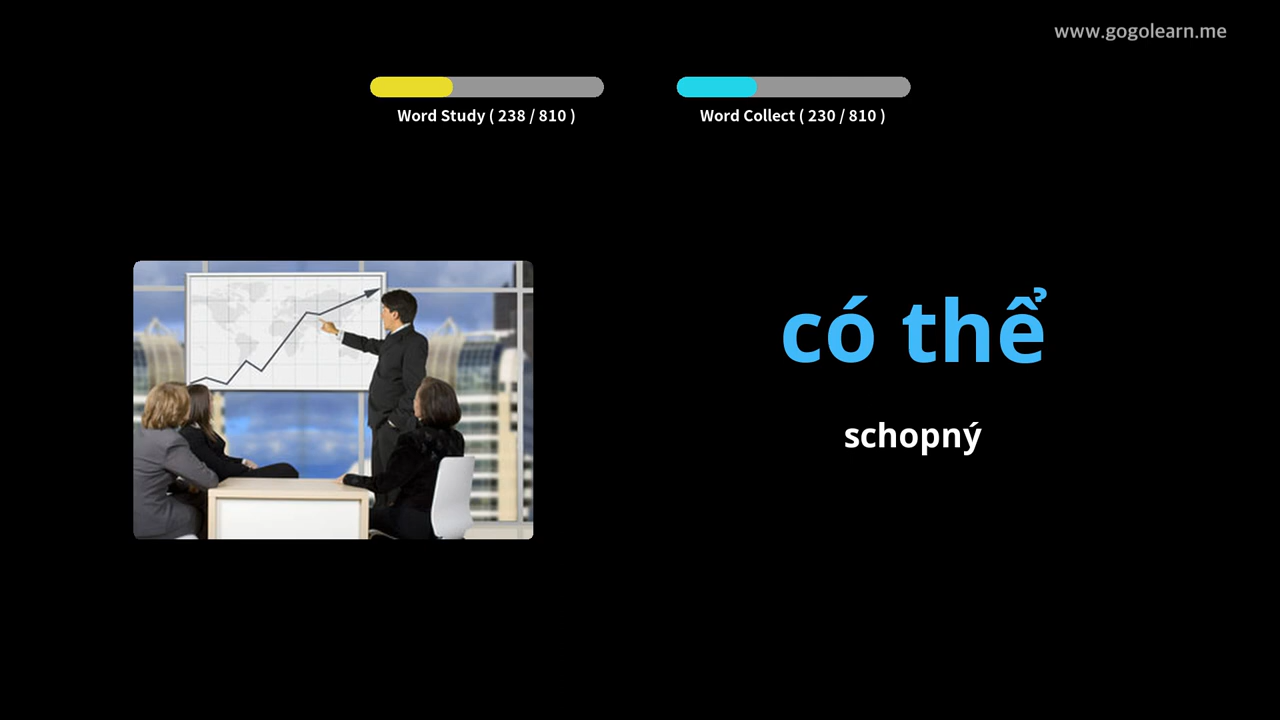 www.gogolearn.me
Word Study ( 238 / 810 )
Word Collect ( 230 / 810 )
có thể
schopný